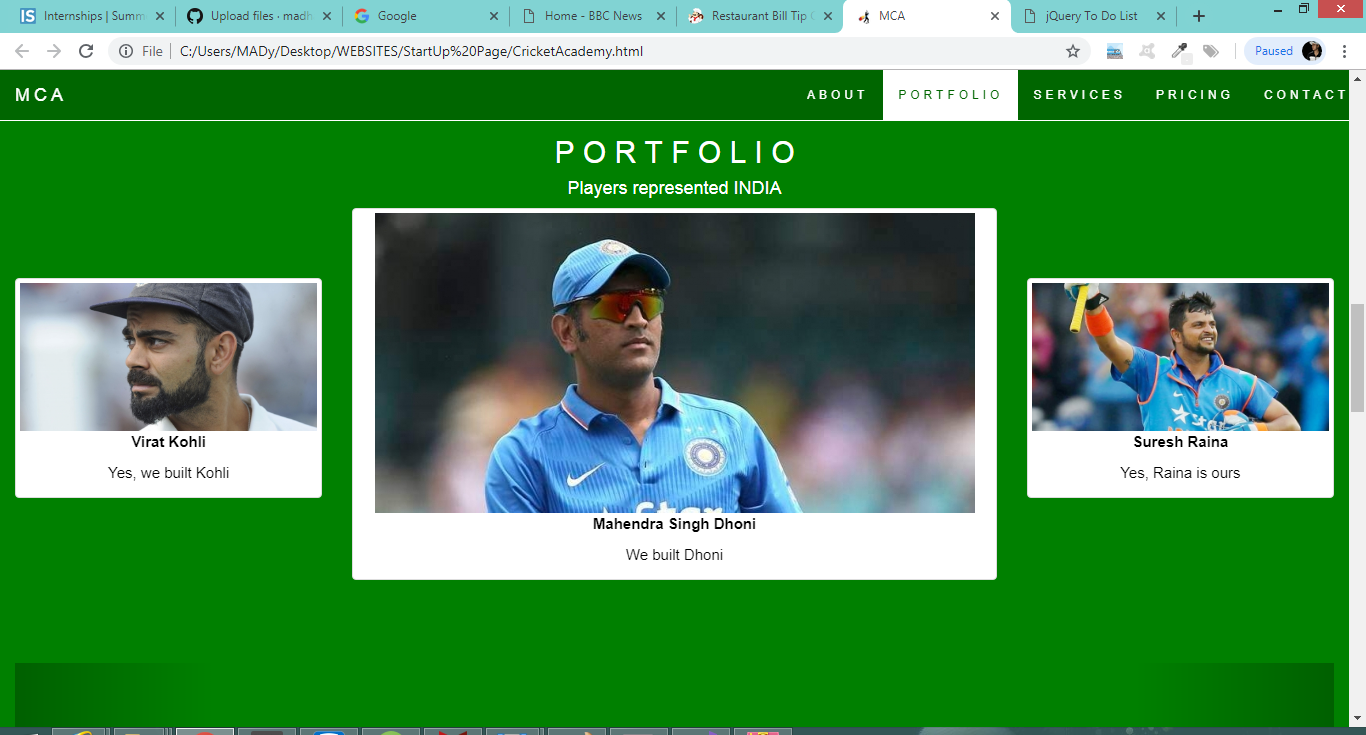 Internships | Summ
Upload files · madh
Google
Home - BBC News
Restaurant Bill Tip
MCA
jQuery To Do List
File
C:/Users/MADy/Desktop/WEBSITES/StartUp%20Page/CricketAcademy.html
Paused
MCA
ABOUT
PORTFOLIO
SERVICES
PRICING
CONTACT
PORTFOLIO
Players represented INDIA
Virat Kohli
Yes, we built Kohli
Mahendra Singh Dhoni
We built Dhoni
Suresh Raina
Yes, Raina is ours